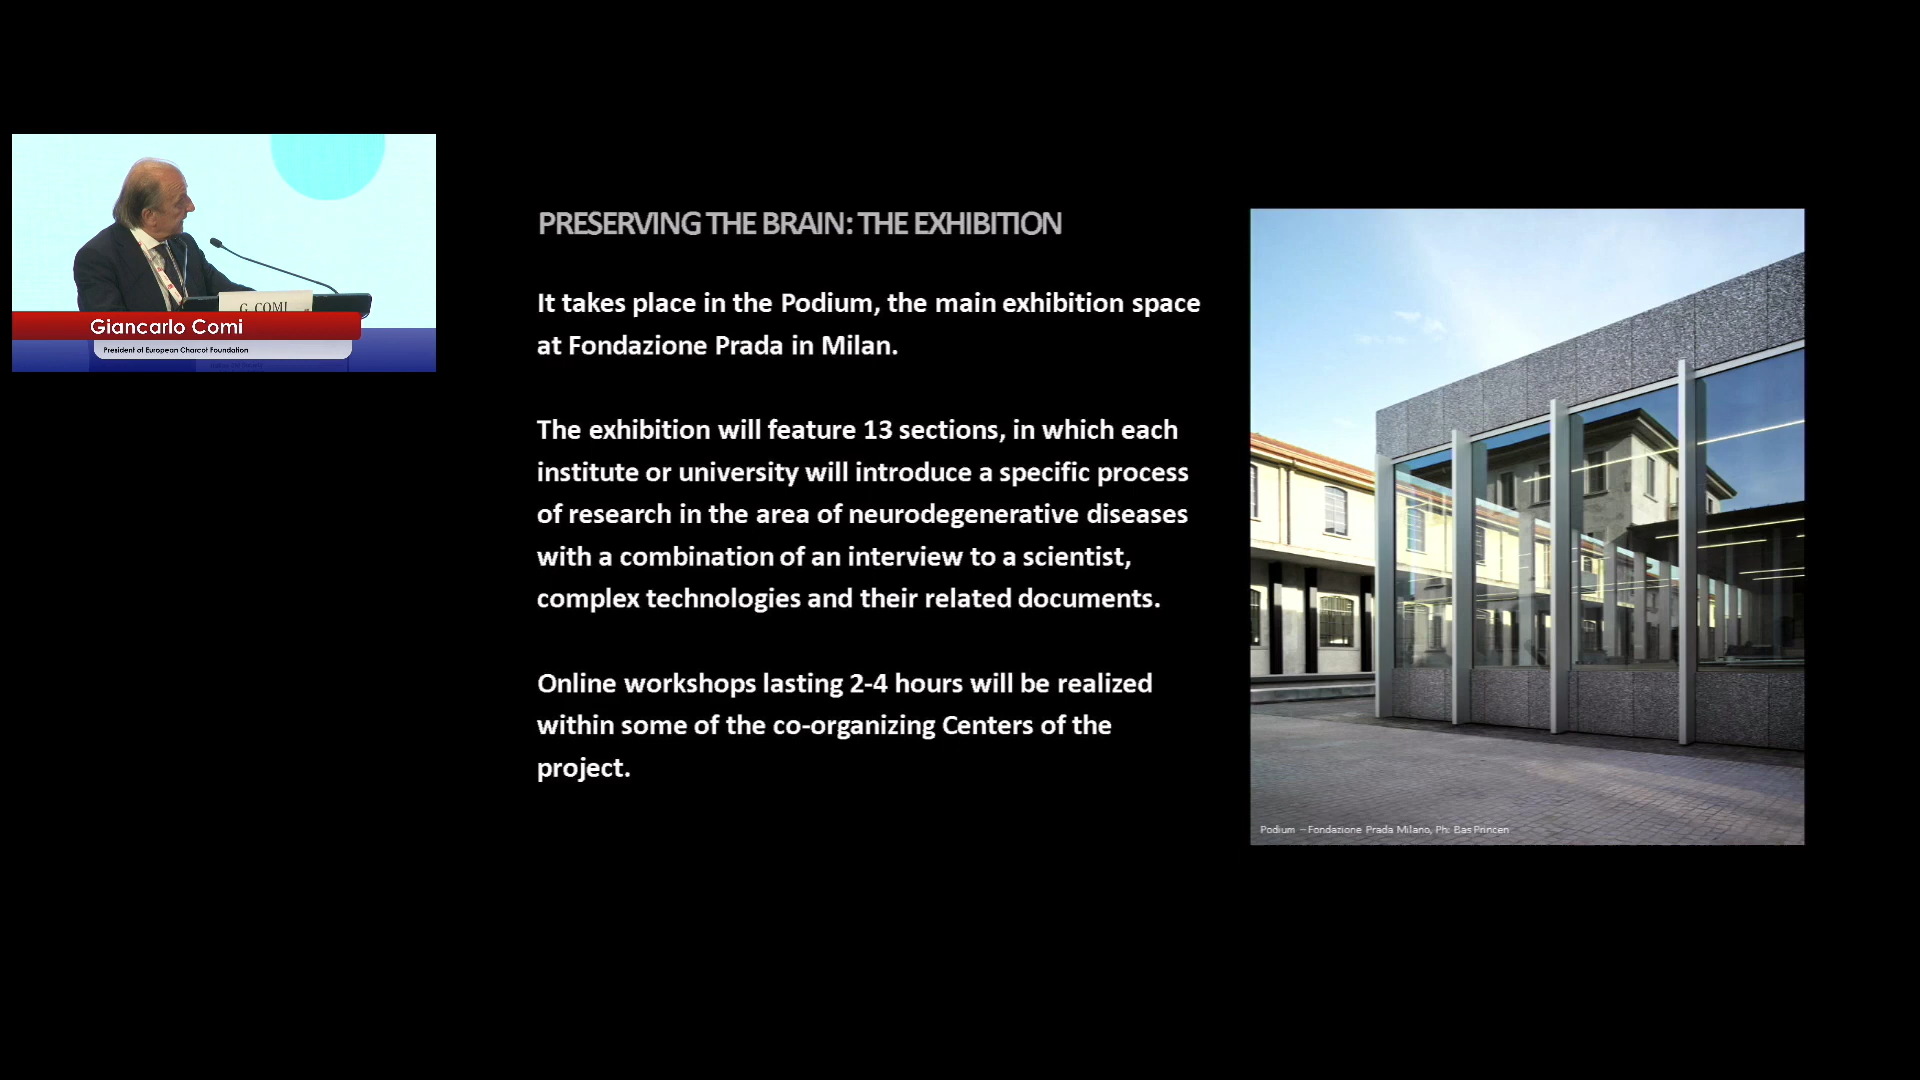 G. COMI
Giancarlo Comi
President of European Charcot Foundation
PRESERVING THE BRAIN: THE EXHIBITION
It takes place in the Podium, the main exhibition space
at Fondazione Prada in Milan.
The exhibition will feature 13 sections, in which each
institute or university will introduce a specific process
of research in the area of neurodegenerative diseases
with a combination of an interview to a scientist,
complex technologies and their related documents.
Online workshops lasting 2-4 hours will be realized
within some of the co-organizing Centers of the
project.
Podium – Fondazione Prada Milano, Ph: Bas Princen